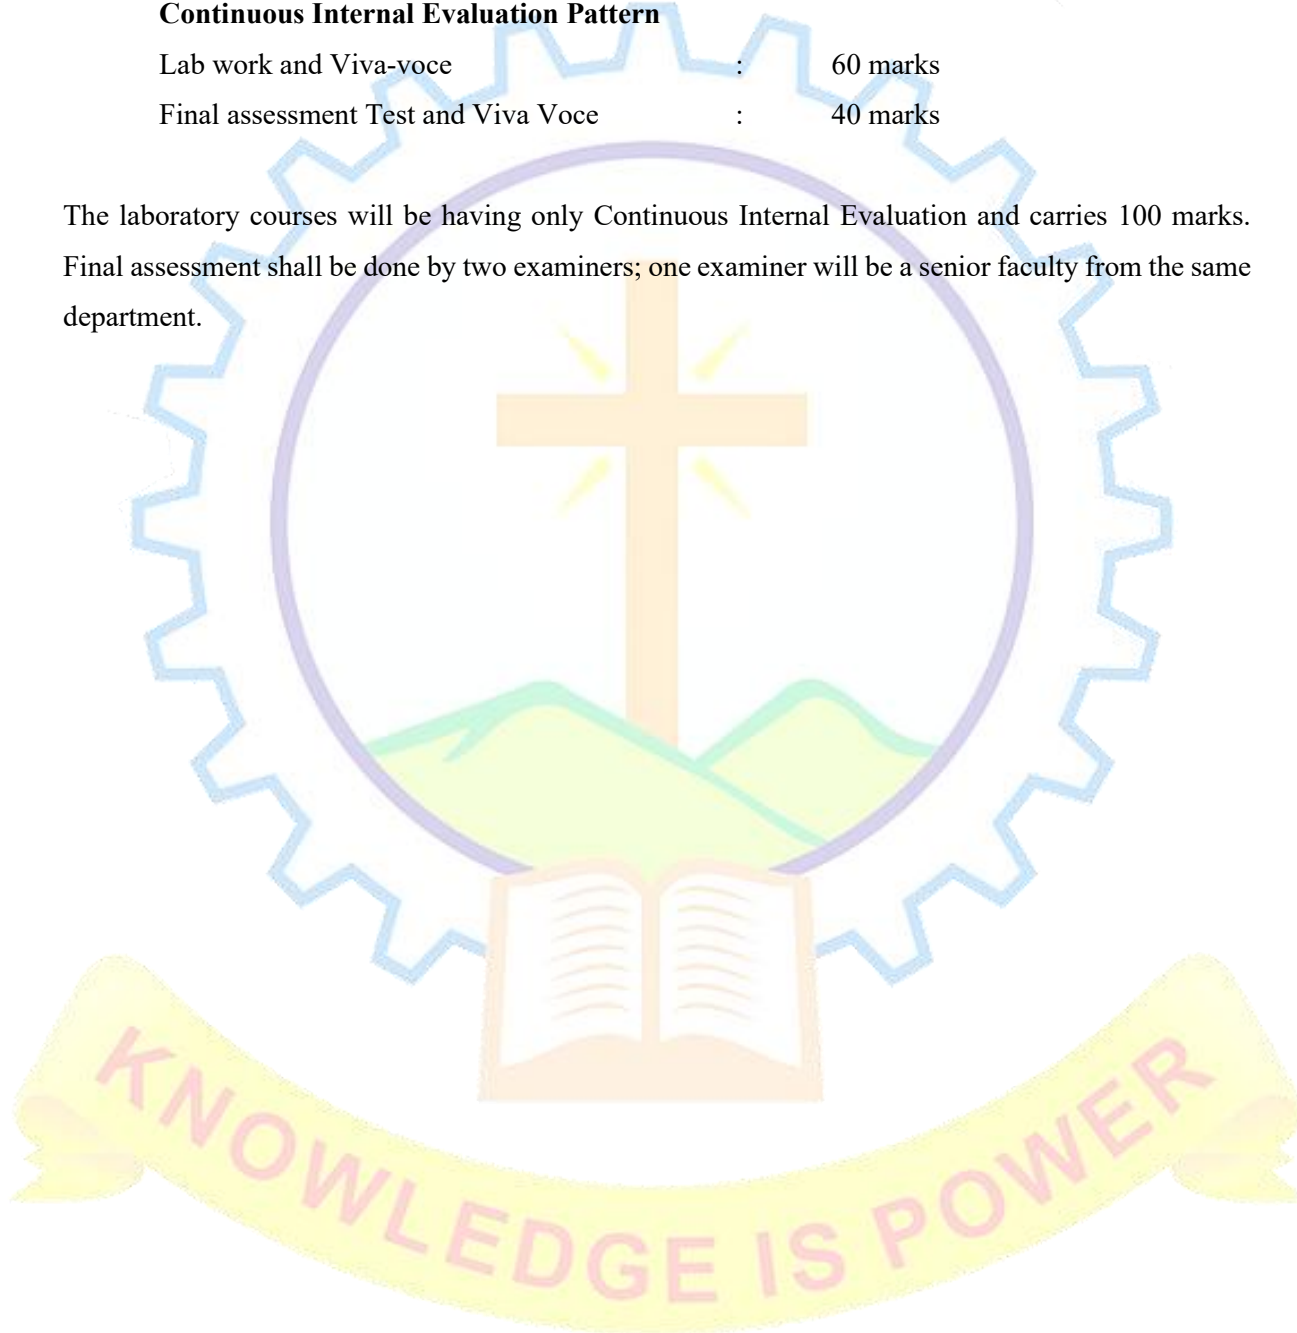 Continuous Internal Evaluation Pattern
Lab work and Viva-voce : 60 marks
Final assessment Test and Viva Voce : 40 marks
The laboratory courses will be having only Continuous Internal Evaluation and carries 100 marks.
Final assessment shall be done by two examiners; one examiner will be a senior faculty from the same
department.
KNOWLEDGE IS POWER